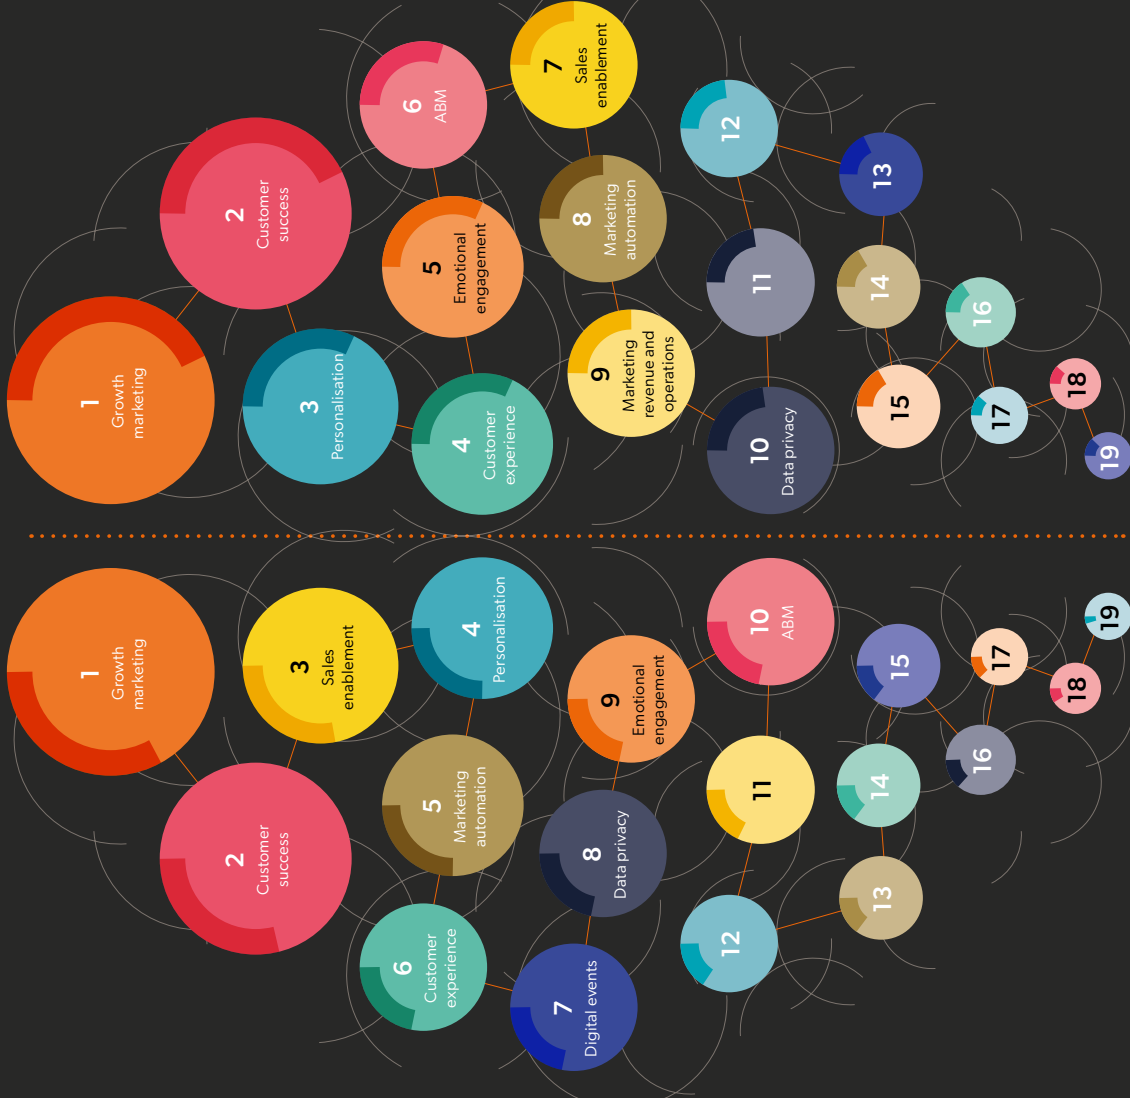 1
Growth
marketing
2
Customer
success
3
Personalisation
4
Customer
experience
5
Emotional
engagement
6
ABM
7
Sales
enablement
8
Marketing
automation
9
Marketing
revenue and
operations
10
Data privacy
11
12
13
14
15
16
17
18
19
1
Growth
marketing
2
Customer
success
3
Sales
enablement
4
Personalisation
5
Marketing
automation
6
Customer
experience
7
Digital events
8
Data privacy
9
Emotional
engagement
10
ABM
11
12
13
14
15
16
17
18
19